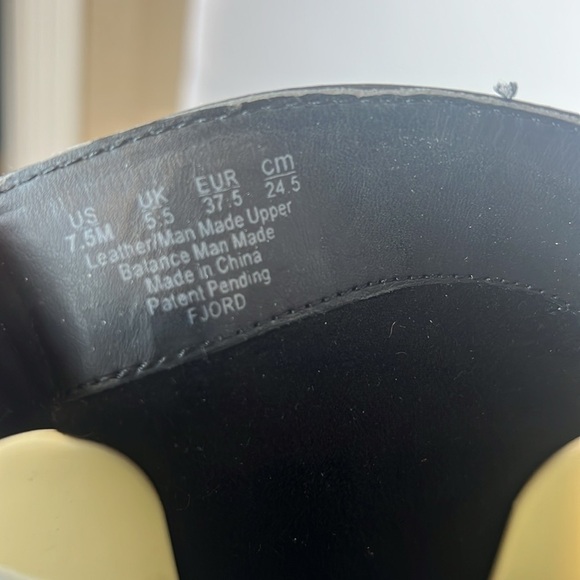 US UK EUR cm
7.5M 5.5 37.5 24.5
Leather/Man Made Upper
Balance Man Made
Made in China
Patent Pending
FJORD